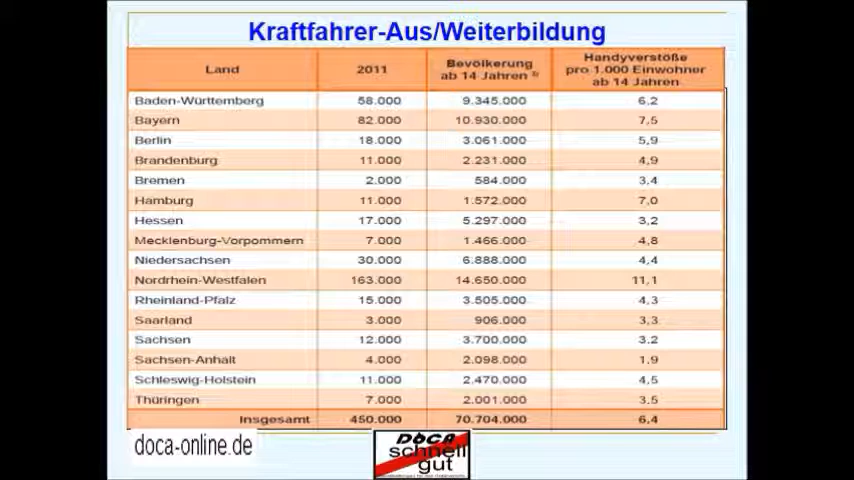 Kraftfahrer-Aus/Weiterbildung
Land 2011 Bevölkerung ab 14 Jahren Handyverstöße pro 1.000 Einwohner ab 14 Jahren
Baden-Württemberg 58.000 9.345.000 6,2
Bayern 82.000 10.930.000 7,5
Berlin 18.000 3.061.000 5,9
Brandenburg 11.000 2.231.000 4,9
Bremen 2.000 584.000 3,4
Hamburg 11.000 1.572.000 7,0
Hessen 17.000 5.297.000 3,2
Mecklenburg-Vorpommern 7.000 1.466.000 4,8
Niedersachsen 30.000 6.888.000 4,4
Nordrhein-Westfalen 163.000 14.650.000 11,1
Rheinland-Pfalz 15.000 3.505.000 4,3
Saarland 3.000 906.000 3,3
Sachsen 12.000 3.700.000 3,2
Sachsen-Anhalt 4.000 2.098.000 1,9
Schleswig-Holstein 11.000 2.470.000 4,5
Thüringen 7.000 2.001.000 3,5
Insgesamt 450.000 70.704.000 6,4
doca-online.de
DOCA
schnell
gut